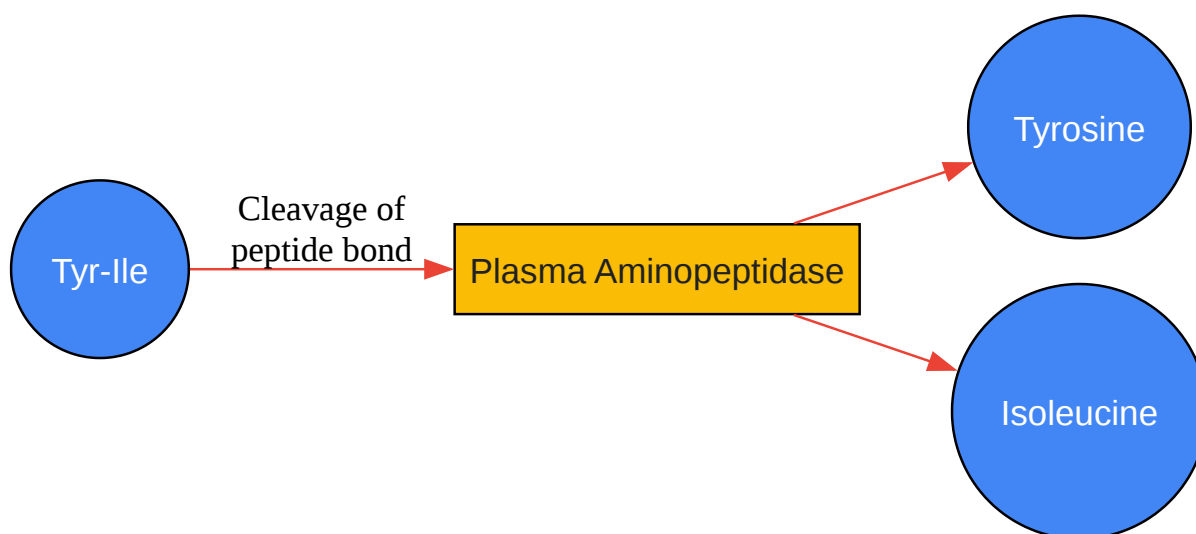 Tyr-Ile
Cleavage of
peptide bond
Plasma Aminopeptidase
Tyrosine
Isoleucine